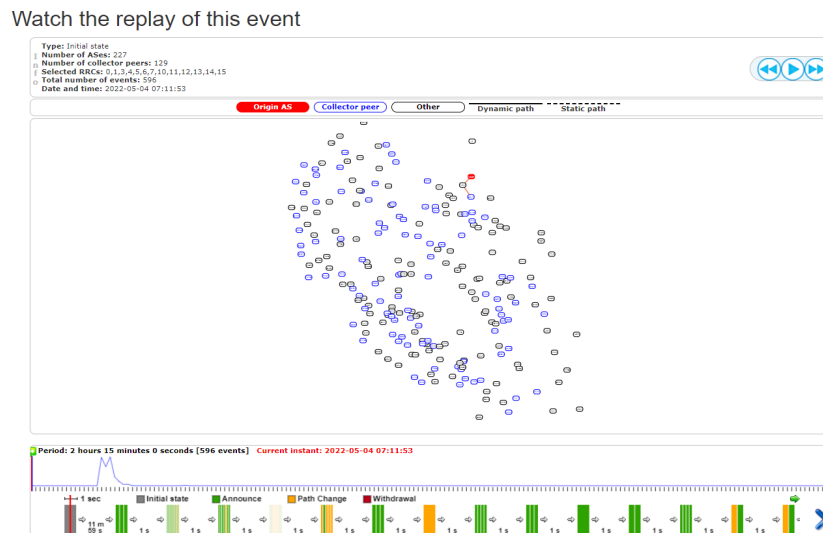 Watch the replay of this event
Type: Initial state
Number of ASes: 227
Number of collector peers: 129
Selected RRCs: 0,1,3,4,5,6,7,10,11,12,13,14,15
Total number of events: 596
Date and time: 2022-05-04 07:11:53
Info
Origin AS Collector peer Other Dynamic path Static path
Period: 2 hours 15 minutes 0 seconds [596 events] Current instant: 2022-05-04 07:11:53
1 sec Initial state Announce Path Change Withdrawal
11 m
59 s 1 s 1 s 1 s 1 s 1 s 1 s 1 s 1 s 1 s 1 s 1 s 1 s 1 s